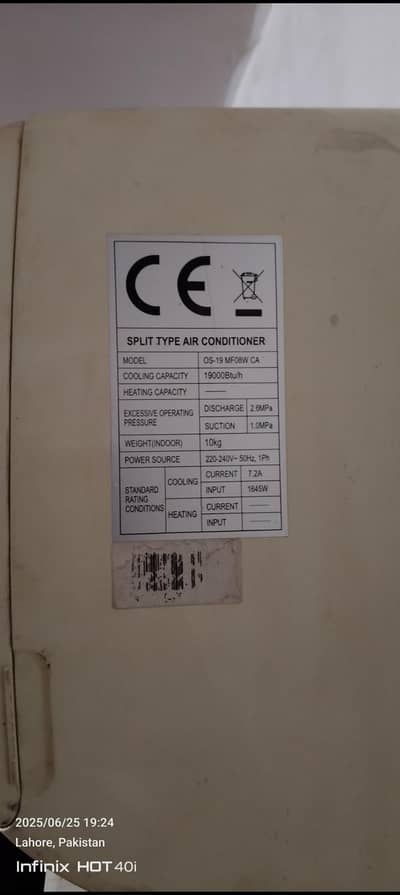 CE
SPLIT TYPE AIR CONDITIONER
MODEL OS-19 MF08W CA
COOLING CAPACITY 19000Btu/h
HEATING CAPACITY ——
EXCESSIVE OPERATING PRESSURE DISCHARGE 2.6MPa
SUCTION 1.0MPa
WEIGHT(INDOOR) 10kg
POWER SOURCE 220-240V~ 50Hz, 1Ph
STANDARD RATING CONDITIONS COOLING CURRENT 7.2A
INPUT 1645W
HEATING CURRENT ——
INPUT ——
2025/06/25 19:24
Lahore, Pakistan
Infinix HOT 40i